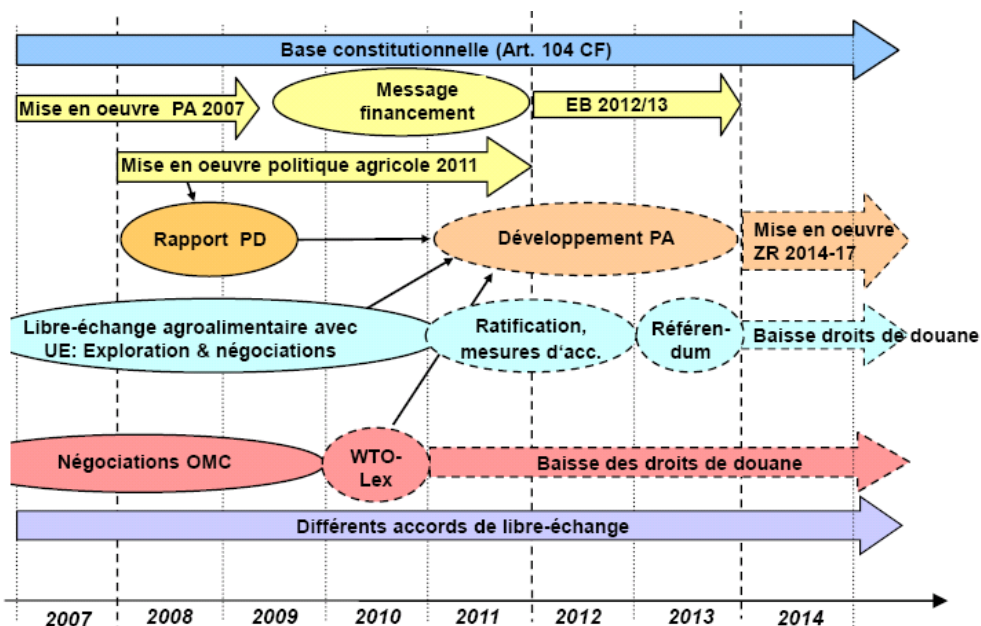 Base constitutionnelle (Art. 104 CF)
Message
financement
Mise en oeuvre PA 2007
EB 2012/13
Mise en oeuvre politique agricole 2011
Rapport PD
Développement PA
Mise en oeuvre
ZR 2014-17
Libre-échange agroalimentaire avec
UE: Exploration & négociations
Ratification,
mesures d‘acc.
Référen-
dum
Baisse droits de douane
Négociations OMC
WTO-
Lex
Baisse des droits de douane
Différents accords de libre-échange
2007 2008 2009 2010 2011 2012 2013 2014